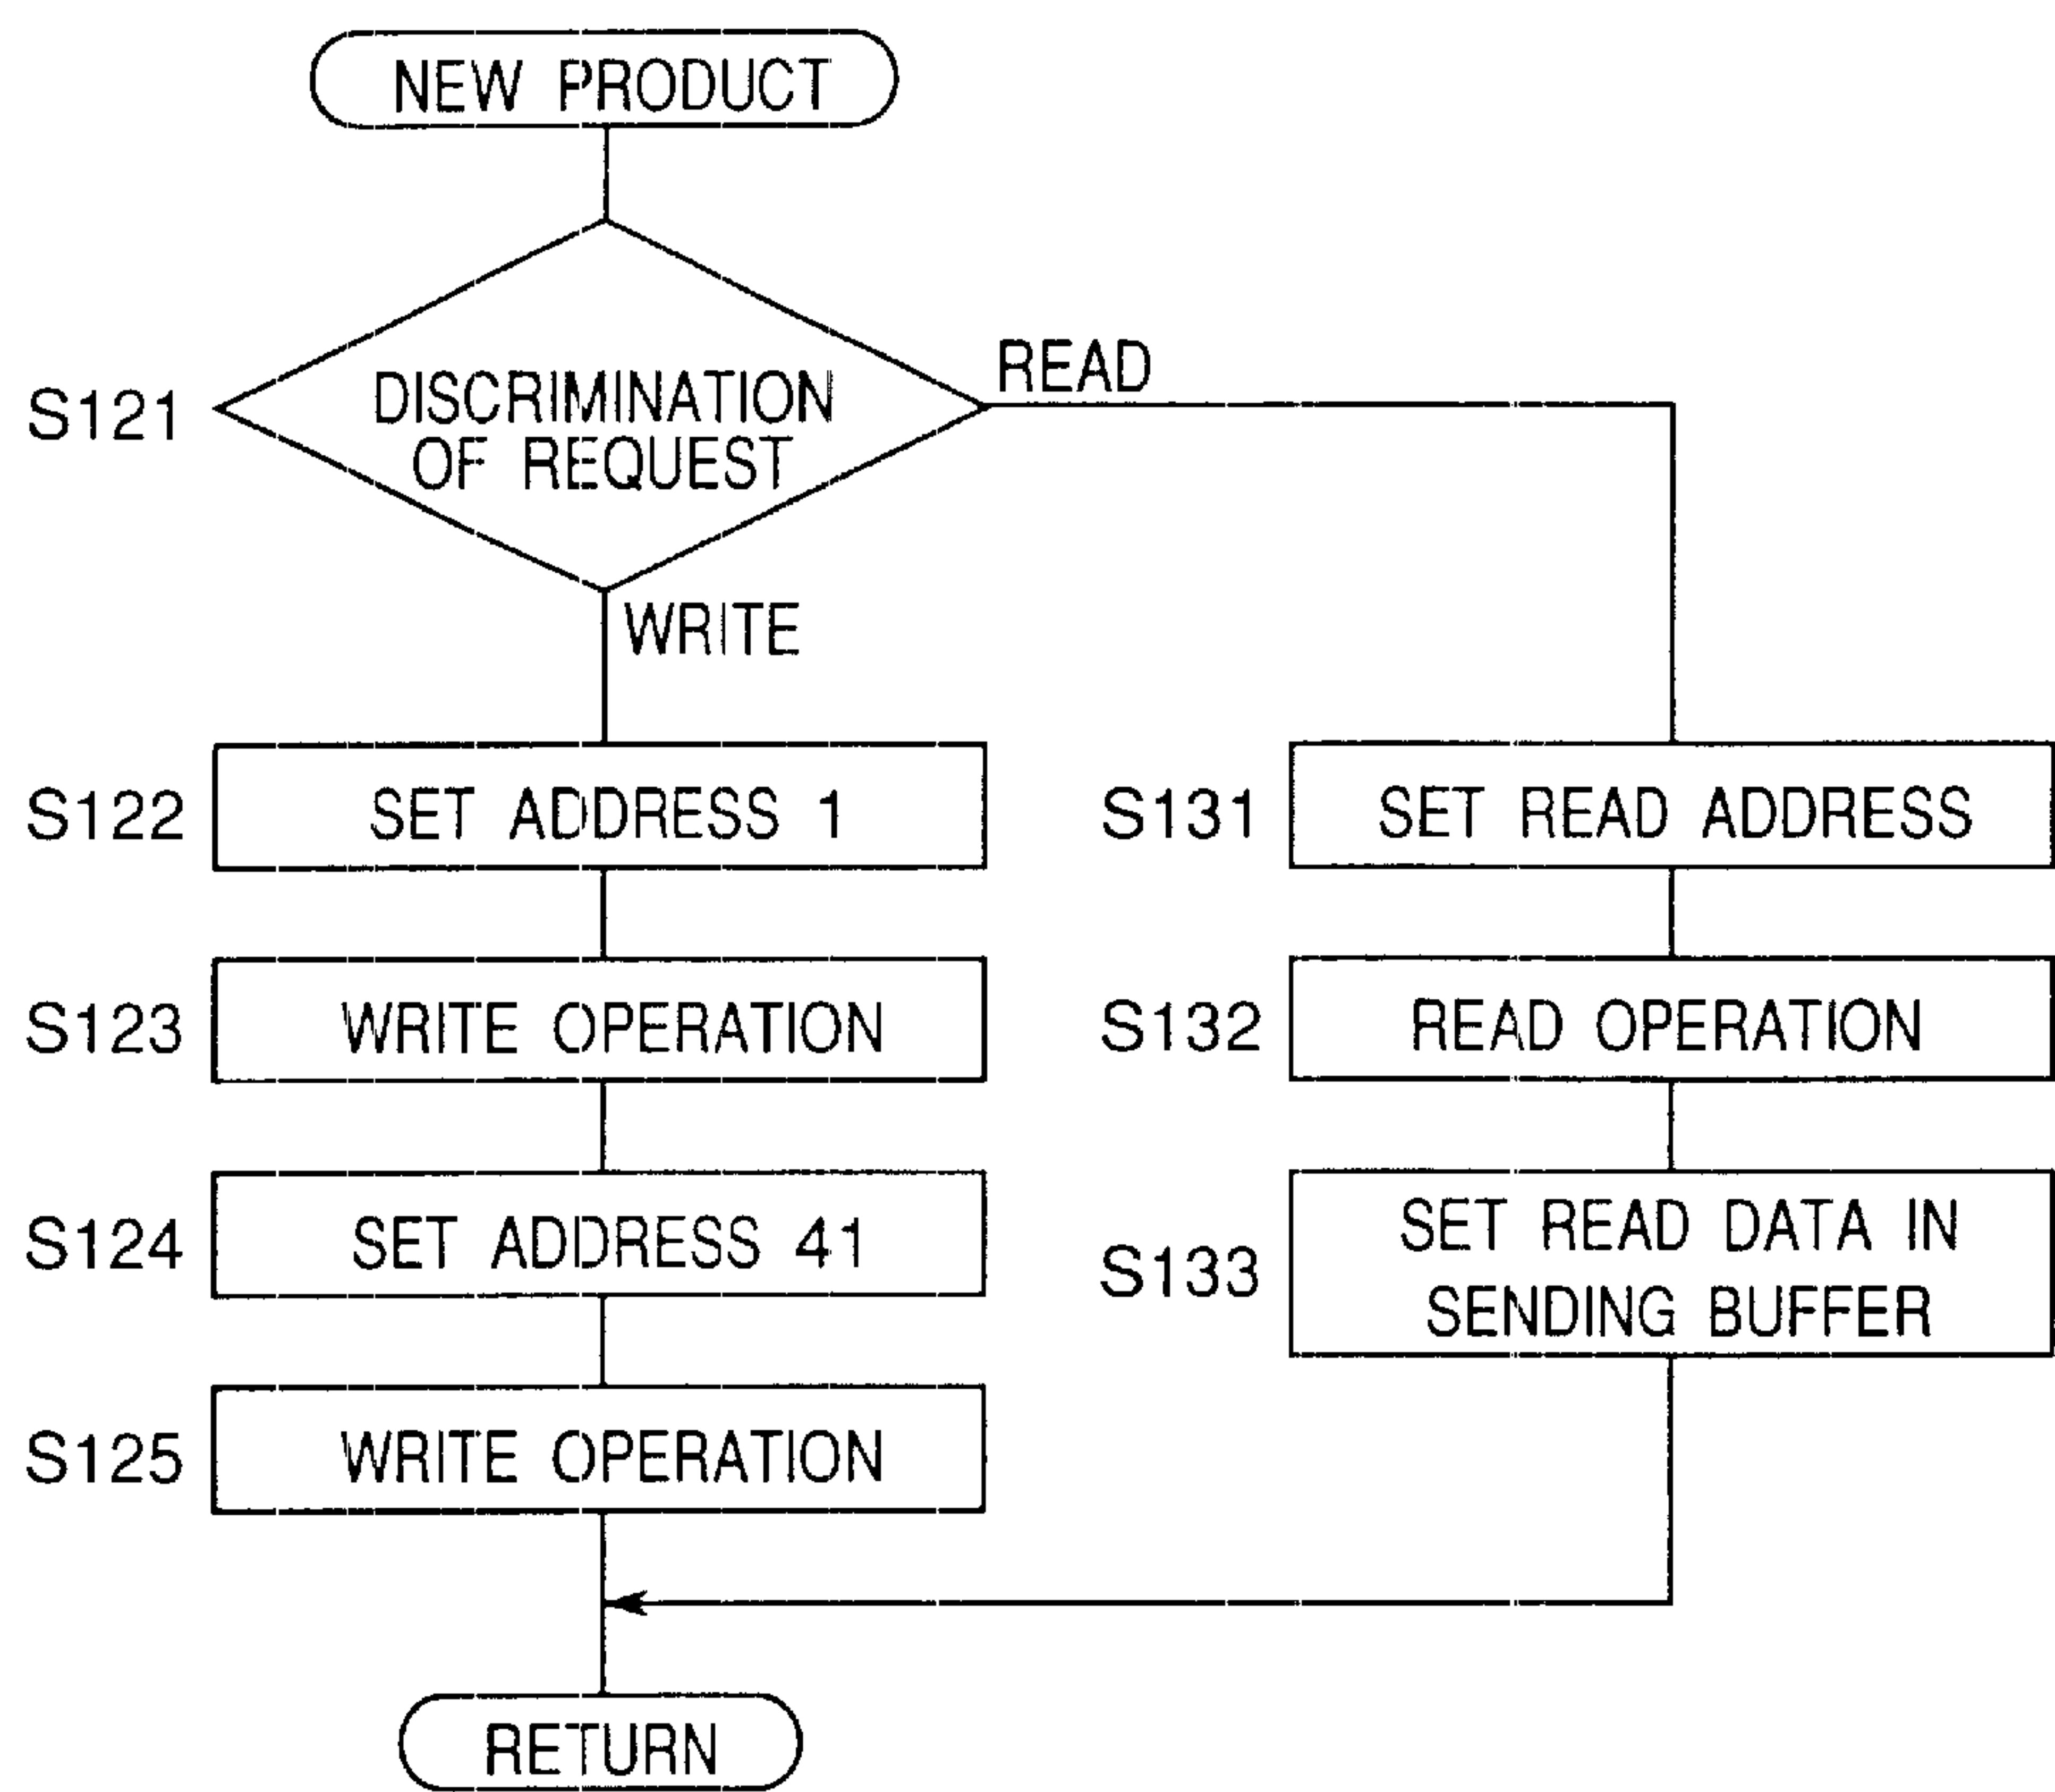 NEW PRODUCT
S121
DISCRIMINATION
OF REQUEST
READ
WRITE
S122
SET ADDRESS 1
S123
WRITE OPERATION
S124
SET ADDRESS 41
S125
WRITE OPERATION
S131
SET READ ADDRESS
S132
READ OPERATION
S133
SET READ DATA IN
SENDING BUFFER
RETURN